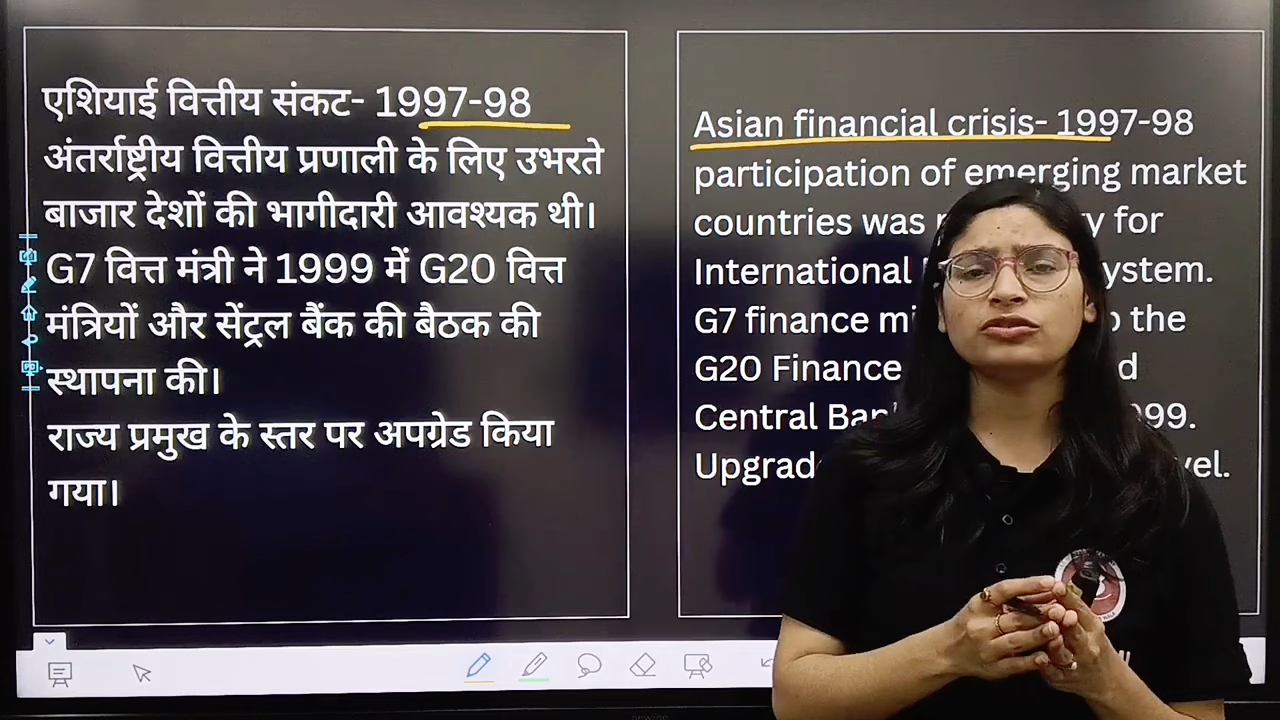 एशियाई वित्तीय संकट- 1997-98
अंतर्राष्ट्रीय वित्तीय प्रणाली के लिए उभरते
बाजार देशों की भागीदारी आवश्यक थी।
G7 वित्त मंत्री ने 1999 में G20 वित्त
मंत्रियों और सेंट्रल बैंक की बैठक की
स्थापना की।
राज्य प्रमुख के स्तर पर अपग्रेड किया
गया।
Asian financial crisis- 1997-98
participation of emerging market
countries was for
International
G7 finance the
G20 Finance
Central